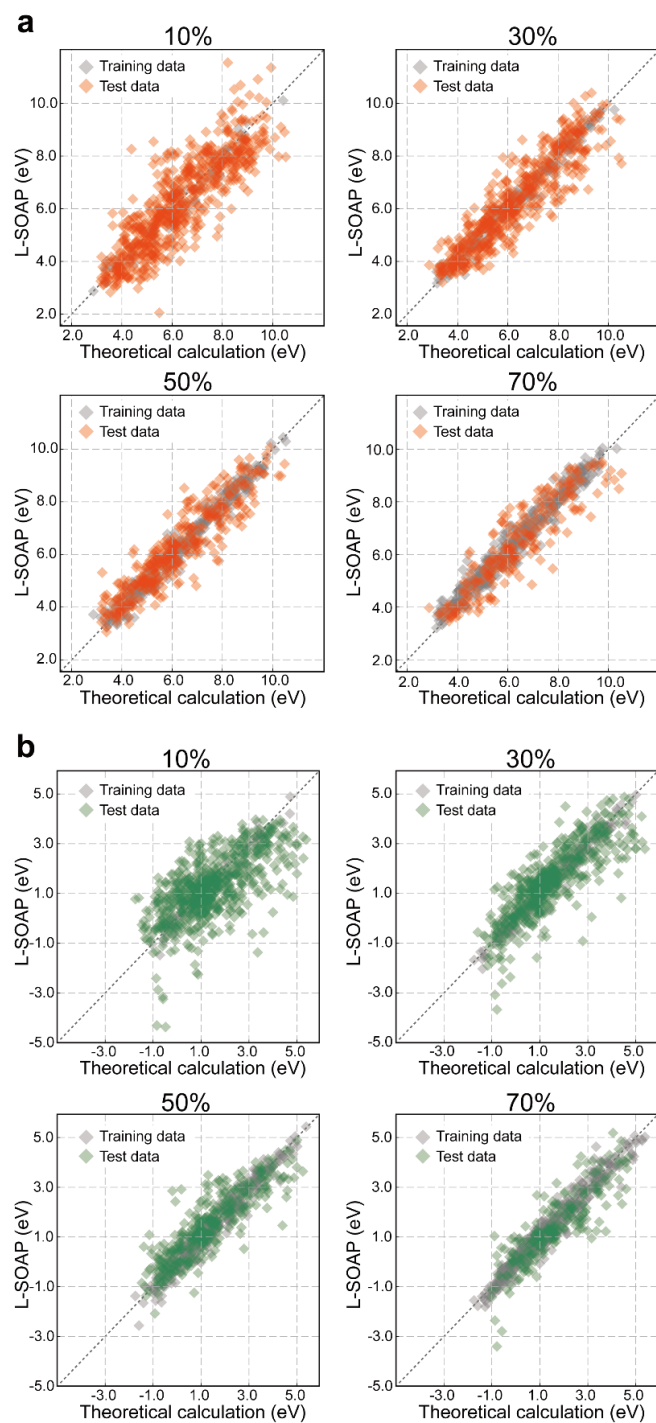 a
10%
Training data
Test data
L-SOAP (eV)
10.0
8.0
6.0
4.0
2.0
2.0 4.0 6.0 8.0 10.0
Theoretical calculation (eV)
30%
Training data
Test data
L-SOAP (eV)
10.0
8.0
6.0
4.0
2.0
2.0 4.0 6.0 8.0 10.0
Theoretical calculation (eV)
50%
Training data
Test data
L-SOAP (eV)
10.0
8.0
6.0
4.0
2.0
2.0 4.0 6.0 8.0 10.0
Theoretical calculation (eV)
70%
Training data
Test data
L-SOAP (eV)
10.0
8.0
6.0
4.0
2.0
2.0 4.0 6.0 8.0 10.0
Theoretical calculation (eV)
b
10%
Training data
Test data
L-SOAP (eV)
5.0
3.0
1.0
-1.0
-3.0
-5.0
-3.0 -1.0 1.0 3.0 5.0
Theoretical calculation (eV)
30%
Training data
Test data
L-SOAP (eV)
5.0
3.0
1.0
-1.0
-3.0
-5.0
-3.0 -1.0 1.0 3.0 5.0
Theoretical calculation (eV)
50%
Training data
Test data
L-SOAP (eV)
5.0
3.0
1.0
-1.0
-3.0
-5.0
-3.0 -1.0 1.0 3.0 5.0
Theoretical calculation (eV)
70%
Training data
Test data
L-SOAP (eV)
5.0
3.0
1.0
-1.0
-3.0
-5.0
-3.0 -1.0 1.0 3.0 5.0
Theoretical calculation (eV)